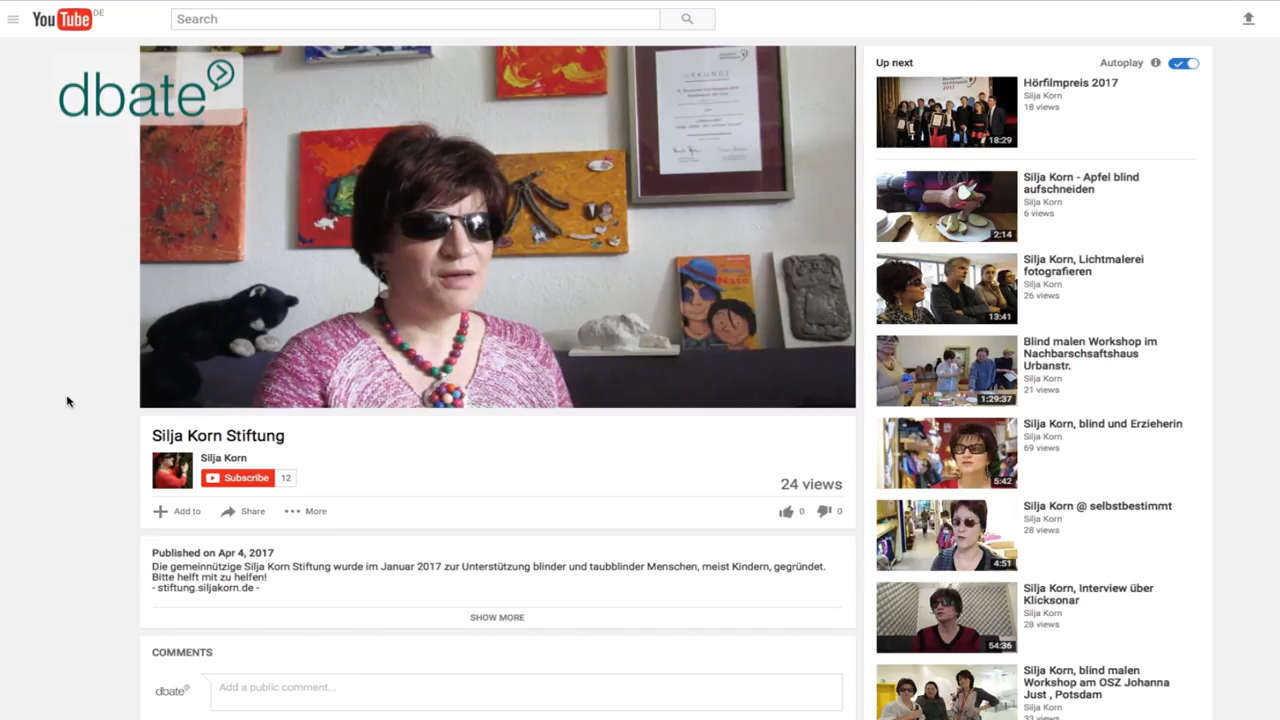 YouTube DE
Search
dbate
URKUNDE
Nase
Silja Korn Stiftung
Silja Korn
Subscribe 12
24 views
Add to Share More 0 0
Published on Apr 4, 2017
Die gemeinnützige Silja Korn Stiftung wurde im Januar 2017 zur Unterstützung blinder und taubblinder Menschen, meist Kindern, gegründet.
Bitte helft mit zu helfen!
- stiftung.siljakorn.de -
SHOW MORE
COMMENTS
dbate
Add a public comment...
Up next Autoplay
Hörfilmpreis 2017
Silja Korn
18 views
2017
18:29
Silja Korn - Apfel blind
aufschneiden
Silja Korn
6 views
2:14
Silja Korn, Lichtmalerei
fotografieren
Silja Korn
26 views
13:41
Blind malen Workshop im
Nachbarschsaftshaus
Urbanstr.
Silja Korn
21 views
1:29:37
Silja Korn, blind und Erzieherin
Silja Korn
69 views
5:42
Silja Korn @ selbstbestimmt
Silja Korn
28 views
4:51
Silja Korn, Interview über
Klicksonar
Silja Korn
28 views
54:36
Silja Korn, blind malen
Workshop am OSZ Johanna
Just , Potsdam
Silja Korn
33 views